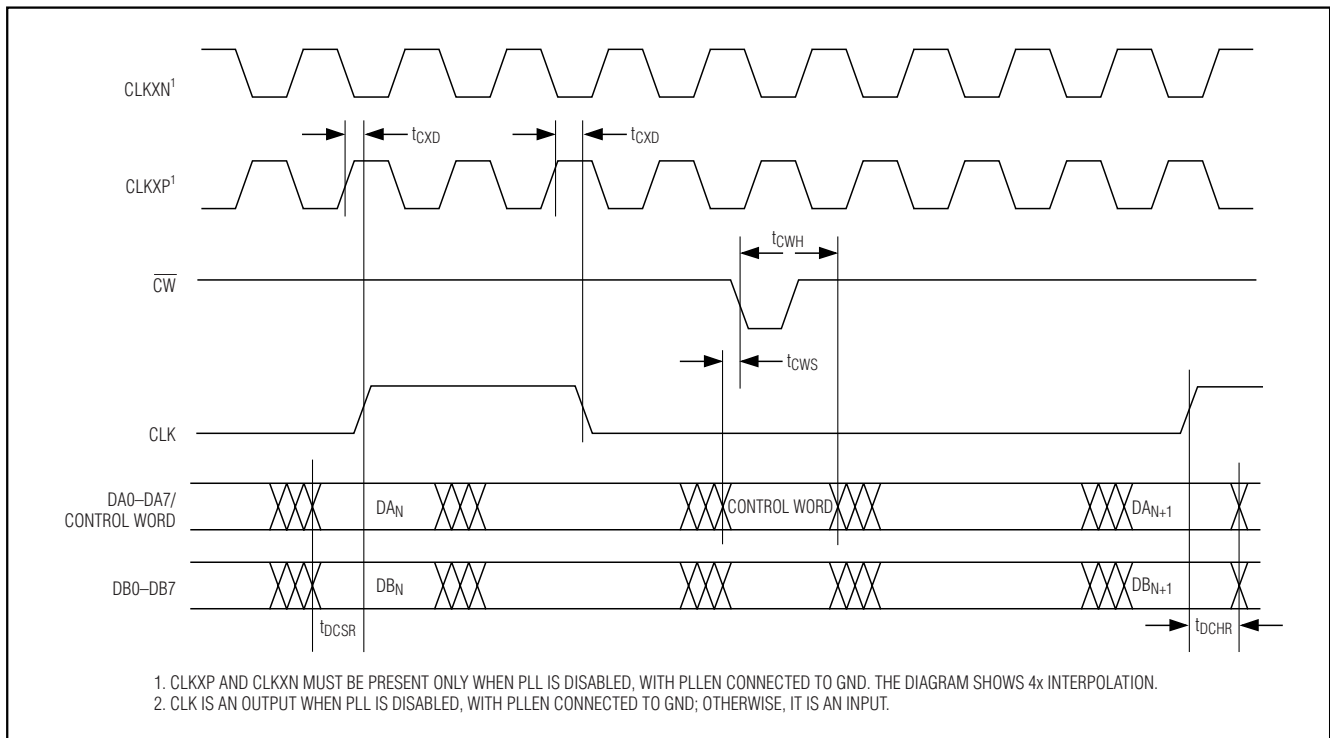 CLKXN1
tCXD tCXD
CLKXP1
tCWH
CW
tCWS
CLK
DA0–DA7/
CONTROL WORD
DAN CONTROL WORD DAN+1
DB0–DB7 DBN DBN+1
tDCSR tDCHR
1. CLKXP AND CLKXN MUST BE PRESENT ONLY WHEN PLL IS DISABLED, WITH PLLEN CONNECTED TO GND. THE DIAGRAM SHOWS 4x INTERPOLATION.
2. CLK IS AN OUTPUT WHEN PLL IS DISABLED, WITH PLLEN CONNECTED TO GND; OTHERWISE, IT IS AN INPUT.